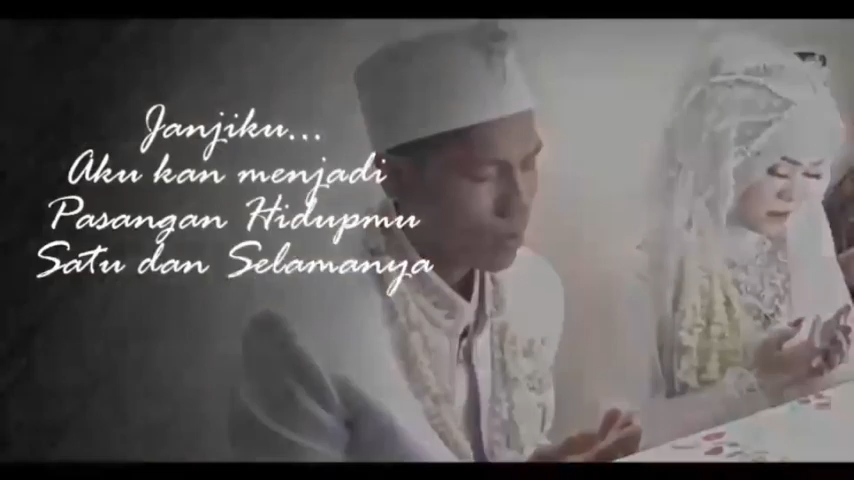 Janjiku...
Aku kan menjadi
Pasangan Hidupmu
Satu dan Selamanya